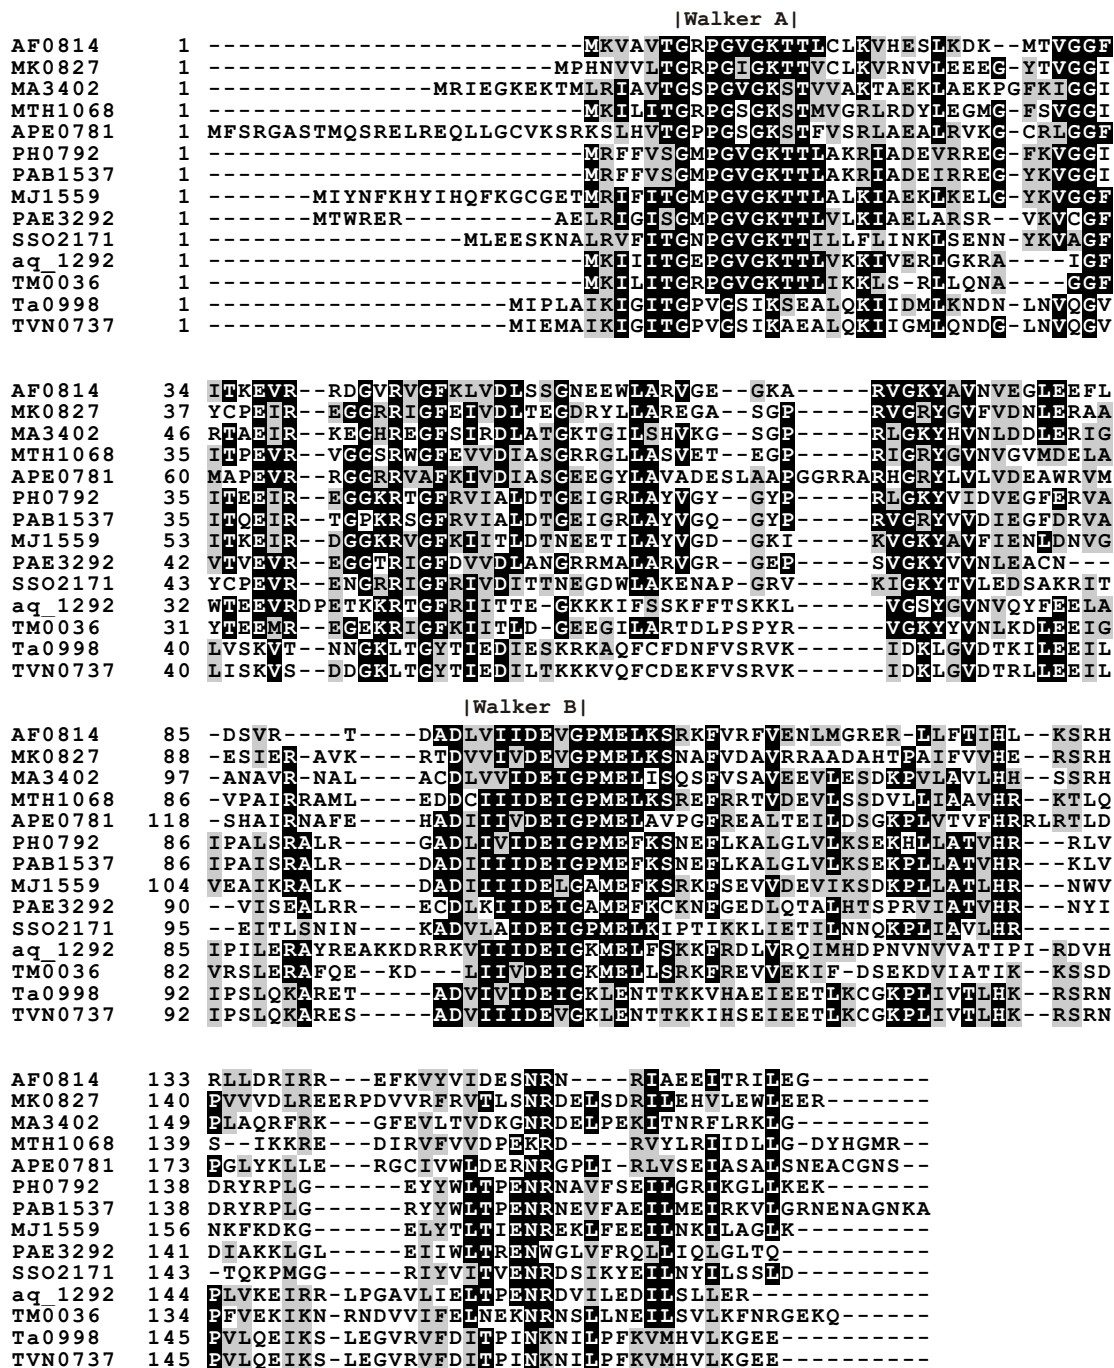 |Walker A|
AF0814 1 -------------------------MKVAVTGRPGVGKTTLCLKVHESLKDK--MTVGGF
MK0827 1 -----------------------MPHNVVLTGRPGIGKTTVCLKVRNVLEEEG-YTVGGI
MA3402 1 ---------------MRIEGKEKTMLRIAVTGSPGVGKSTVVAKTAEKLAEKPGFKIGGI
MTH1068 1 -------------------------MKILITGRPGSGKSTMVGRLRDYLEGMG-FSVGGI
APE0781 1 MFSRGASTMQSRELREQLLGCVKSRKSLHVTGPPGSGKSTFVSRLAEALRVKG-CRLGGF
PH0792 1 -------------------------MRFFVSGMPGVGKTTLAKRIADEVRREG-FKVGGI
PAB1537 1 -------------------------MRFFVSGMPGVGKTTLAKRIADEIRREG-YKVGGI
MJ1559 1 -------MIYNFKHYIHQFKGCGETMRIFITGMPGVGKTTLALKIAEKLKELG-YKVGGF
PAE3292 1 -------MTWRER----------AELRIGISGMPGVGKTTLVLKIAELARSR--VKVCGF
SSO2171 1 -----------------MLEESKNALRVFITGNPGVGKTTILLFLINKLSENN-YKVAGF
aq_1292 1 -------------------------MKIIITGEPGVGKTTLVKKIVERLGKRA----IGF
TM0036 1 -------------------------MKILITGRPGVGKTTLIKKLS-RLLQNA----GGF
Ta0998 1 --------------------MIPLAIKIGITGPVGSIKSEALQKIIDMLKNDN-LNVQGV
TVN0737 1 --------------------MIEMAIKIGITGPVGSIKAEALQKIIGMLQNDG-LNVQGV
AF0814 34 ITKEVR--RDGVRVGFKLVDLSSGNEEWLARVGE--GKA-----RVGKYAVNVEGLEEFL
MK0827 37 YCPEIR--EGGRRIGFEIVDLTEGDRYLLAREGA--SGP-----RVGRYGVFVDNLERAA
MA3402 46 RTAEIR--KEGHREGFSIRDLATGKTGILSHVKG--SGP-----RLGKYHVNLDDLERIG
MTH1068 35 ITPEVR--VGGSRWGFEVVDIASGRRGLLASVET--EGP-----RIGRYGVNVGVMDELA
APE0781 60 MAPEVR--RGGRRVAFKIVDIASGEEGYLAVADESLAAPGGRRARHGRYLVLVDEAWRVM
PH0792 35 ITEEIR--EGGKRTGFRVIALDTGEIGRLAYVGY--GYP-----RLGKYVIDVEGFERVA
PAB1537 35 ITQEIR--TGPKRSGFRVIALDTGEIGRLAYVGQ--GYP-----RVGRYVVDIEGFDRVA
MJ1559 53 ITKEIR--DGGKRVGFKIITLDTNEETILAYVGD--GKI-----KVGKYAVFIENLDNVG
PAE3292 42 VTVEVR--EGGTRIGFDVVDLANGRRMALARVGR--GEP-----SVGKYVVNLEACN---
SSO2171 43 YCPEVR--ENGRRIGFRIVDITTNEGDWLAKENAP-GRV-----KIGKYTVLEDSAKRIT
aq_1292 32 WTEEVRDPETKKRTGFRIITTE-GKKKIFSSKFFTSKKL------VGSYGVNVQYFEELA
TM0036 31 YTEEMR--EGEKRIGFKIITLD-GEEGILARTDLPSPYR------VGKYYVNLKDLEEIG
Ta0998 40 LVSKVT--NNGKLTGYTIEDIESKRKAQFCFDNFVSRVK------IDKLGVDTKILEEIL
TVN0737 40 LISKVS--DDGKLTGYTIEDILTKKKVQFCDEKFVSRVK------IDKLGVDTRLLEEIL
|Walker B|
AF0814 85 -DSVR----T----DADLVIIDEVGPMELKSRKFVRFVENLMGRER-LLFTIHL--KSRH
MK0827 88 -ESIER-AVK----RTDVVIVDEVGPMELKSNAFVDAVRRAADAHTPAIFVVHE--RSRH
MA3402 97 -ANAVR-NAL----ACDLVVIDEIGPMELISQSFVSAVEEVLESDKPVLAVLHH--SSRH
MTH1068 86 -VPAIRRAML----EDDCIIIDEIGPMELKSREFRRTVDEVLSSDVLLIAAVHR--KTLQ
APE0781 118 -SHAIRNAFE----HADIIIVDEIGPMELAVPGFREALTEILDSGKPLVTVFHRRLRTLD
PH0792 86 IPALSRALR-----GADLIVIDEIGPMEFKSNEFLKALGLVLKSEKHLLATVHR---RLV
PAB1537 86 IPAISRALR-----DADIIIIDEIGPMEFKSNEFLKALGLVLKSEKPLLATVHR---KLV
MJ1559 104 VEAIKRALK-----DADIIIIDELGAMEFKSRKFSEVVDEVIKSDKPLLATLHR---NWV
PAE3292 90 --VISEALRR----ECDLKIIDEIGAMEFKCKNFGEDLQTALHTSPRVIATVHR---NYI
SSO2171 95 --EITLSNIN----KADVLAIDEIGPMELKIPTIKKLIETILNNQKPLIAVLHR------
aq_1292 85 IPILERAYREAKKDRRKVIIIDEIGKMELFSKKFRDLVRQIMHDPNVNVVATIPI-RDVH
TM0036 82 VRSLERAFQE--KD---LIIVDEIGKMELLSRKFREVVEKIF-DSEKDVIATIK--KSSD
Ta0998 92 IPSLQKARET-----ADVIVIDEIGKLENTTKKVHAEIEETLKCGKPLIVTLHK--RSRN
TVN0737 92 IPSLQKARES-----ADVIIIDEVGKLENTTKKIHSEIEETLKCGKPLIVTLHK--RSRN
AF0814 133 RLLDRIRR---EFKVYVIDESNRN----RIAEEITRILEG--------
MK0827 140 PVVVDLREERPDVVRFRVTLSNRDELSDRILEHVLEWLEER-------
MA3402 149 PLAQRFRK---GFEVLTVDKGNRDELPEKITNRFLRKLG---------
MTH1068 139 S--IKKRE---DIRVFVVDPEKRD----RVYLRIIDLLG-DYHGMR--
APE0781 173 PGLYKLLE---RGCIVWLDERNRGPLI-RLVSEIASALSNEACGNS--
PH0792 138 DRYRPLG------EYYWLTPENRNAVFSEILGRIKGLLKEK-------
PAB1537 138 DRYRPLG------RYYWLTPENRNEVFAEILMEIRKVLGRNENAGNKA
MJ1559 156 NKFKDKG------ELYTLTIENREKLFEEILNKILAGLK---------
PAE3292 141 DIAKKLGL-----EIIWLTRENWGLVFRQLLIQLGLTQ----------
SSO2171 143 -TQKPMGG-----RIYVITVENRDSIKYEILNYILSSLD---------
aq_1292 144 PLVKEIRR-LPGAVLIELTPENRDVILEDILSLLER------------
TM0036 134 PFVEKIKN-RNDVVIFELNEKNRNSLLNEILSVLKFNRGEKQ------
Ta0998 145 PVLQEIKS-LEGVRVFDITPINKNILPFKVMHVLKGEE----------
TVN0737 145 PVLQEIKS-LEGVRVFDITPINKNILPFKVMHVLKGEE----------